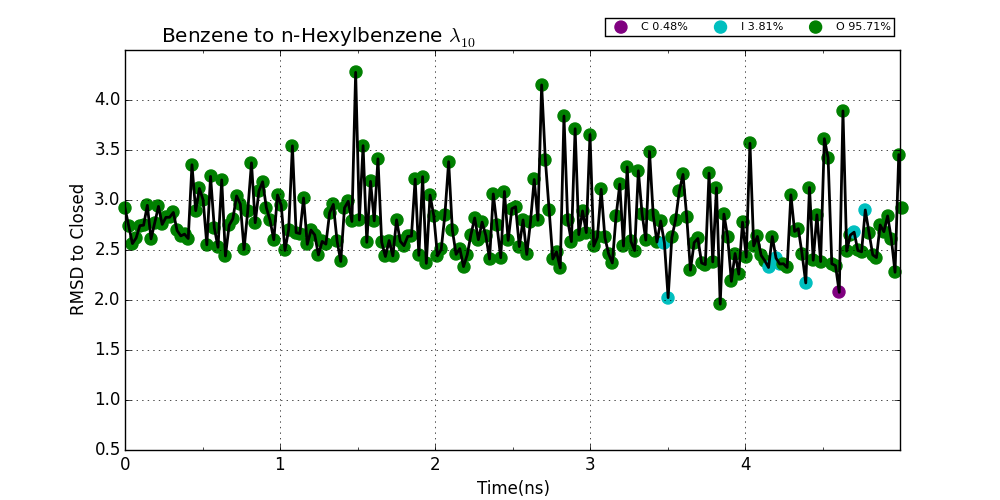 Benzene to n-Hexylbenzene λ10
C 0.48% I 3.81% O 95.71%
4.0
3.5
3.0
2.5
2.0
1.5
1.0
0.5
RMSD to Closed
0 1 2 3 4
Time(ns)